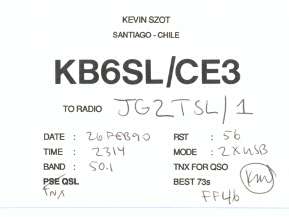 KEVIN SZOT
SANTIAGO - CHILE
KB6SL/CE3
TO RADIO JG2TSL/1
DATE : 26FEB90 RST : 56
TIME : 2314 MODE : 2XUSB
BAND : 50.1 TNX FOR QSO
PSE QSL BEST 73s
TNX FF46